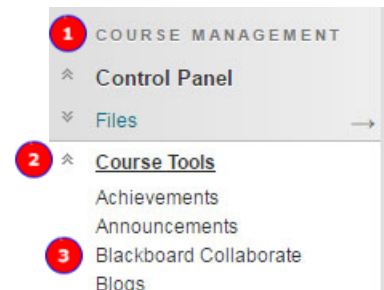 1 COURSE MANAGEMENT
Control Panel
Files →
2 Course Tools
Achievements
Announcements
3 Blackboard Collaborate
Blogs